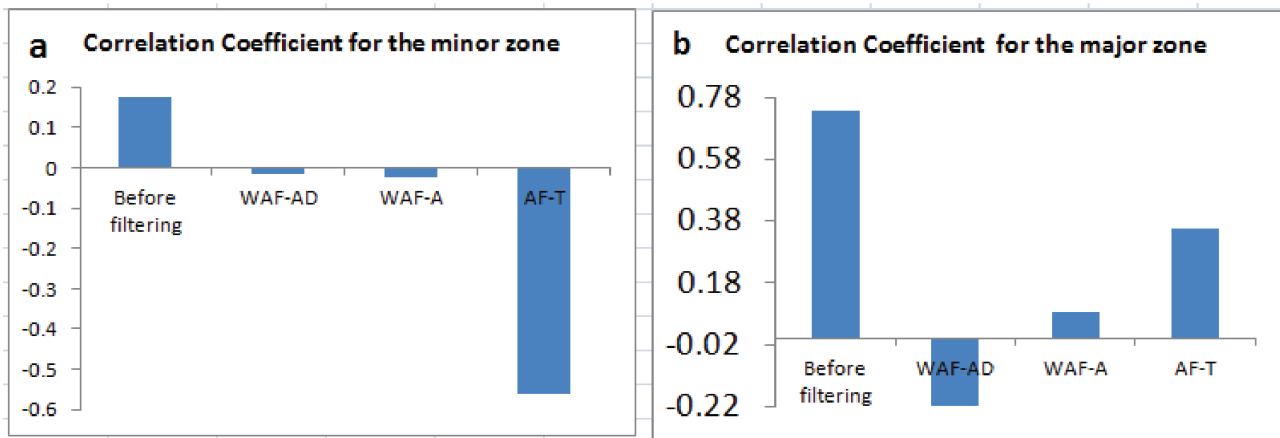 a Correlation Coefficient for the minor zone
0.2
0.1
0
-0.1
-0.2
-0.3
-0.4
-0.5
-0.6
Before
filtering
WAF-AD
WAF-A
AF-T
b Correlation Coefficient for the major zone
0.78
0.58
0.38
0.18
-0.02
-0.22
Before
filtering
WAF-AD
WAF-A
AF-T